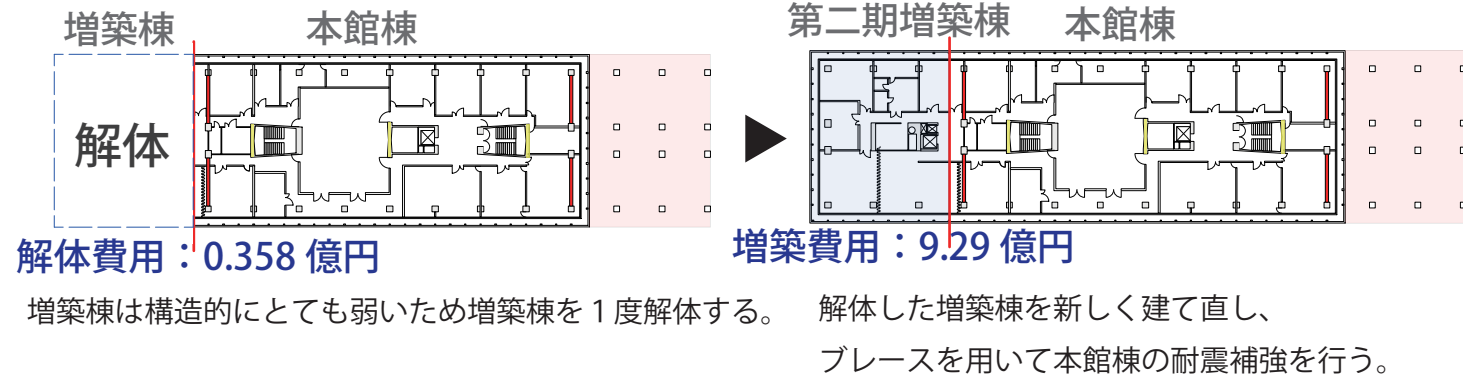 増築棟
本館棟
解体
解体費用：0.358 億円
増築棟は構造的にとても弱いため増築棟を 1 度解体する。
第二期増築棟
本館棟
増築費用：9.29 億円
解体した増築棟を新しく建て直し、
ブレースを用いて本館棟の耐震補強を行う。